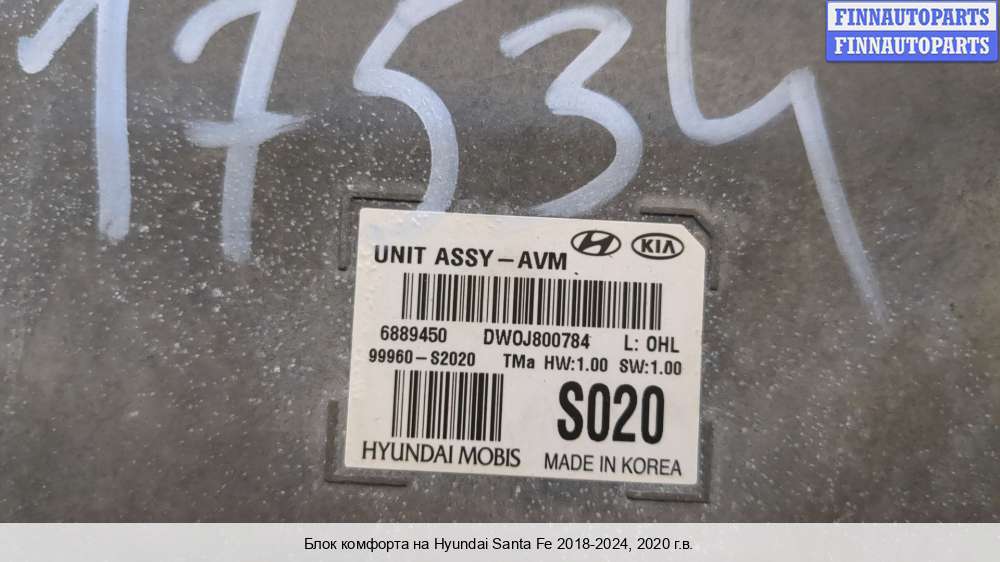 FINNAUTOPARTS
FINNAUTOPARTS
17534
UNIT ASSY-AVM
KIA
6889450 DWOJ800784 L: OHL
99960-S2020 TMa HW:1.00 SW:1.00
S020
HYUNDAI MOBIS MADE IN KOREA
Блок комфорта на Hyundai Santa Fe 2018-2024, 2020 г.в.